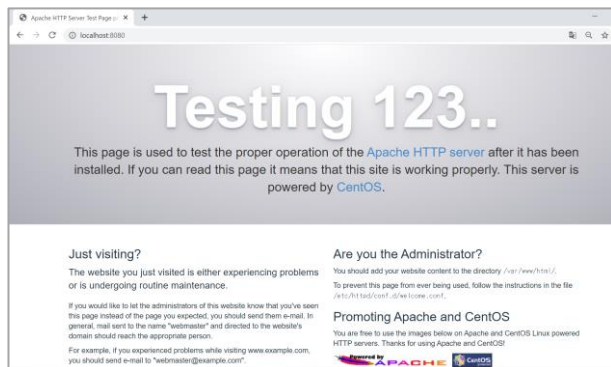 Apache HTTP Server Test Page p
localhost:8080
Testing 123..
This page is used to test the proper operation of the Apache HTTP server after it has been
installed. If you can read this page it means that this site is working properly. This server is
powered by CentOS.
Just visiting?
The website you just visited is either experiencing problems
or is undergoing routine maintenance.
If you would like to let the administrators of this website know that you've seen
this page instead of the page you expected, you should send them e-mail. In
general, mail sent to the name "webmaster" and directed to the website's
domain should reach the appropriate person.
For example, if you experienced problems while visiting www.example.com,
you should send e-mail to "webmaster@example.com".
Are you the Administrator?
You should add your website content to the directory /var/www/html/.
To prevent this page from ever being used, follow the instructions in the file
/etc/httpd/conf.d/welcome.conf.
Promoting Apache and CentOS
You are free to use the images below on Apache and CentOS Linux powered
HTTP servers. Thanks for using Apache and CentOS!
Powered by
APACHE
CentOS